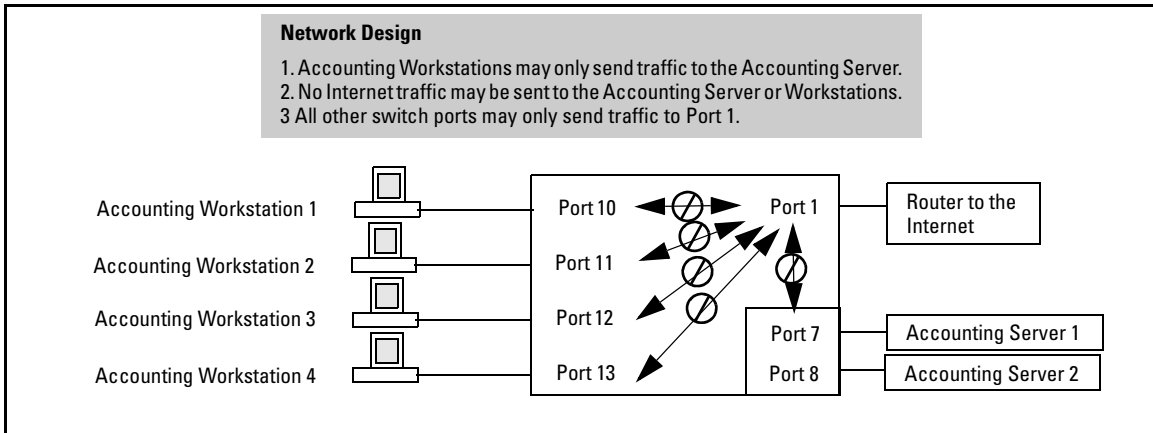 Network Design
1. Accounting Workstations may only send traffic to the Accounting Server.
2. No Internet traffic may be sent to the Accounting Server or Workstations.
3 All other switch ports may only send traffic to Port 1.
Accounting Workstation 1
Port 10
Port 1
Router to the
Internet
Accounting Workstation 2
Port 11
Accounting Workstation 3
Port 12
Port 7
Accounting Server 1
Accounting Workstation 4
Port 13
Port 8
Accounting Server 2